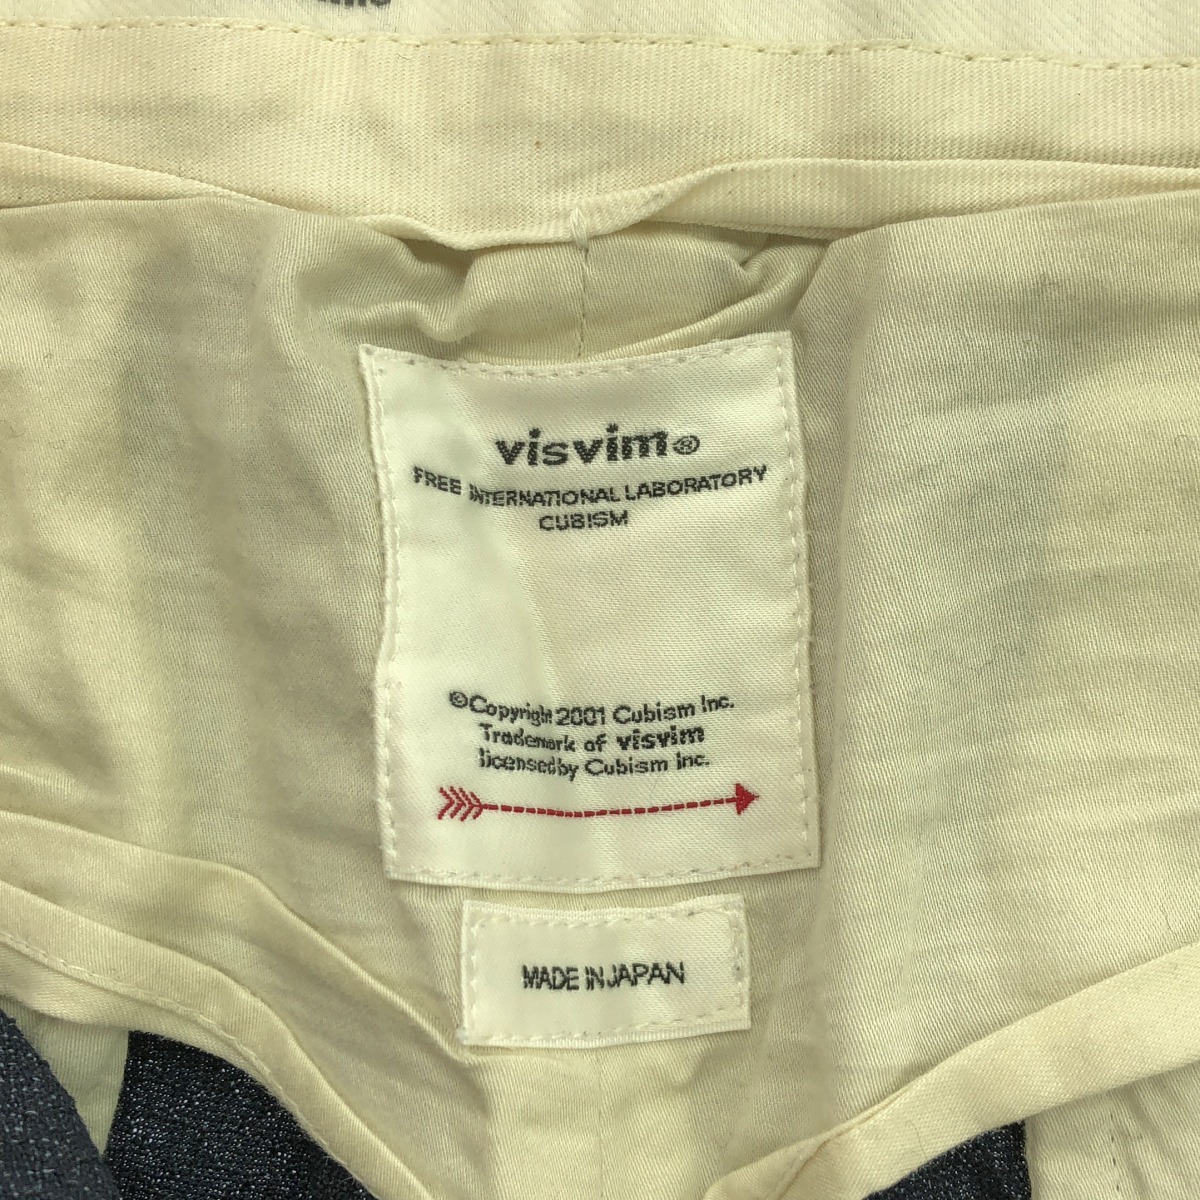 visvim®
FREE INTERNATIONAL LABORATORY
CUBISM
©Copyright 2001 Cubism Inc.
Trademark of visvim
licensed by Cubism Inc.
MADE IN JAPAN